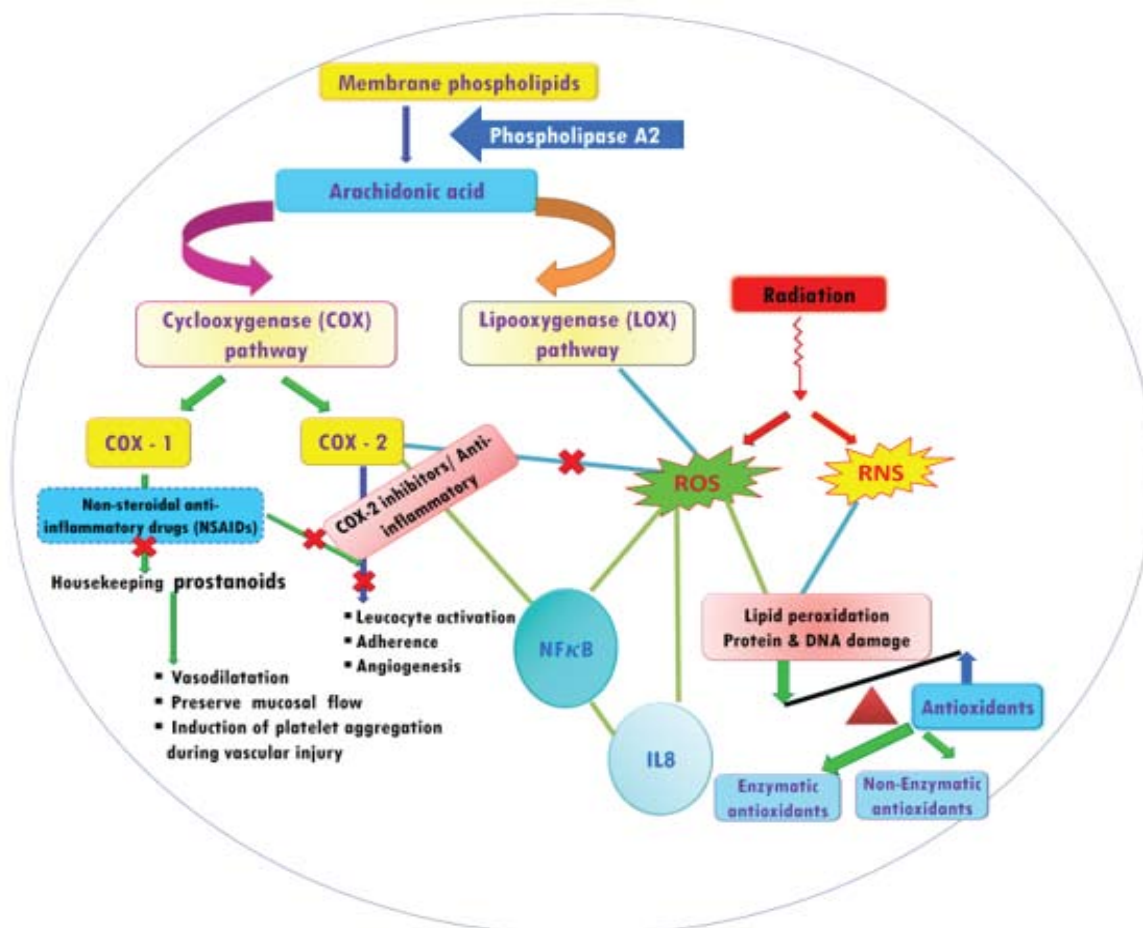 Membrane phospholipids
Phospholipase A2
Arachidonic acid
Radiation
Cyclooxygenase (COX)
pathway
Lipooxygenase (LOX)
pathway
COX - 1
COX - 2
COX-2 inhibitors/ Anti-
inflammatory
ROS
RNS
Non-steroidal anti-
inflammatory drugs (NSAIDs)
Housekeeping prostanoids
▪ Leucocyte activation
▪ Adherence
▪ Angiogenesis
▪ Vasodilatation
▪ Preserve mucosal flow
▪ Induction of platelet aggregation
during vascular injury
NFκB
IL8
Lipid peroxidation
Protein & DNA damage
Antioxidants
Enzymatic
antioxidants
Non-Enzymatic
antioxidants